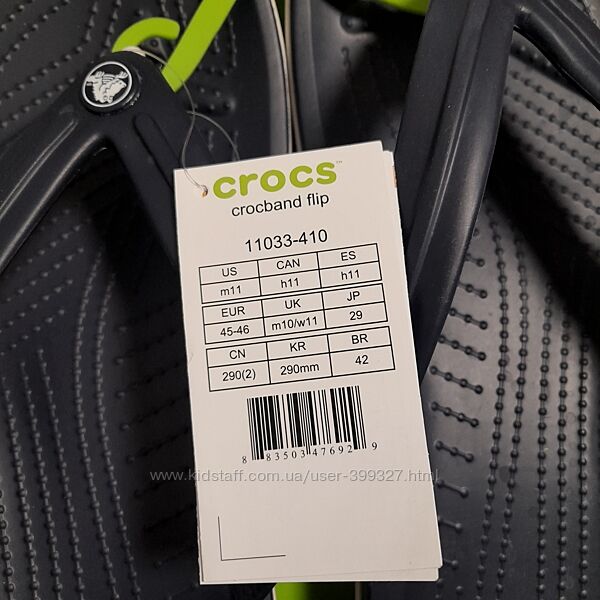 crocs™
crocband flip
11033-410
US CAN ES
m11 h11 h11
EUR UK JP
45-46 m10/w11 29
CN KR BR
290(2) 290mm 42
8 83503 47692 9
www.kidstaff.com.ua/user-399327.html